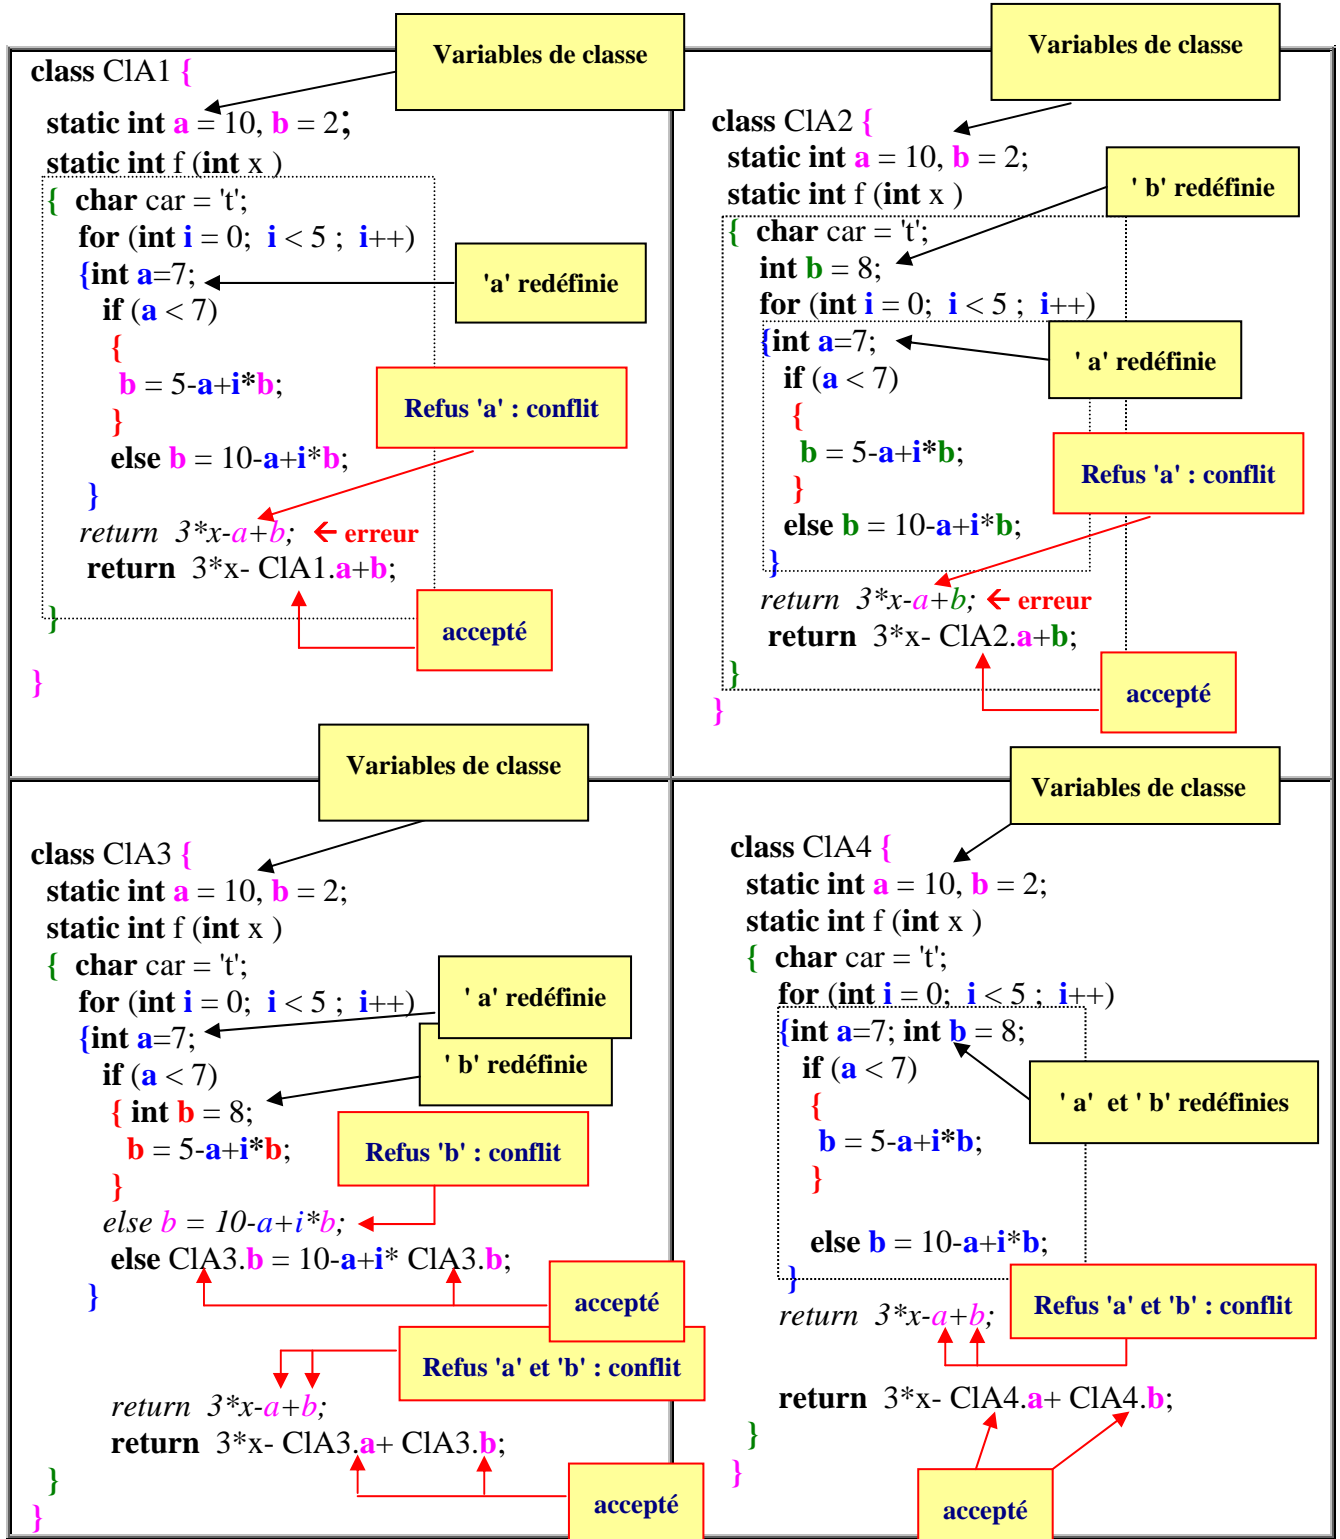 Variables de classe
class ClA1 {
static int a = 10, b = 2;
static int f (int x )
{ char car = 't';
for (int i = 0; i < 5 ; i++)
{int a=7;
'a' redéfinie
if (a < 7)
{
b = 5-a+i*b;
Refus 'a' : conflit
}
else b = 10-a+i*b;
}
return 3*x-a+b; ← erreur
return 3*x- ClA1.a+b;
}
accepté
}
Variables de classe
class ClA2 {
static int a = 10, b = 2;
' b' redéfinie
static int f (int x )
{ char car = 't';
int b = 8;
for (int i = 0; i < 5 ; i++)
{int a=7;
' a' redéfinie
if (a < 7)
{
b = 5-a+i*b;
Refus 'a' : conflit
}
else b = 10-a+i*b;
}
return 3*x-a+b; ← erreur
return 3*x- ClA2.a+b;
}
accepté
}
Variables de classe
class ClA3 {
static int a = 10, b = 2;
static int f (int x )
{ char car = 't';
' a' redéfinie
for (int i = 0; i < 5 ; i++)
{int a=7;
' b' redéfinie
if (a < 7)
{ int b = 8;
b = 5-a+i*b;
Refus 'b' : conflit
}
else b = 10-a+i*b;
else ClA3.b = 10-a+i* ClA3.b;
}
accepté
Refus 'a' et 'b' : conflit
return 3*x-a+b;
return 3*x- ClA3.a+ ClA3.b;
}
accepté
}
Variables de classe
class ClA4 {
static int a = 10, b = 2;
static int f (int x )
{ char car = 't';
for (int i = 0; i < 5 ; i++)
{int a=7; int b = 8;
if (a < 7)
' a' et ' b' redéfinies
{
b = 5-a+i*b;
}
else b = 10-a+i*b;
}
Refus 'a' et 'b' : conflit
return 3*x-a+b;
return 3*x- ClA4.a+ ClA4.b;
}
}
accepté